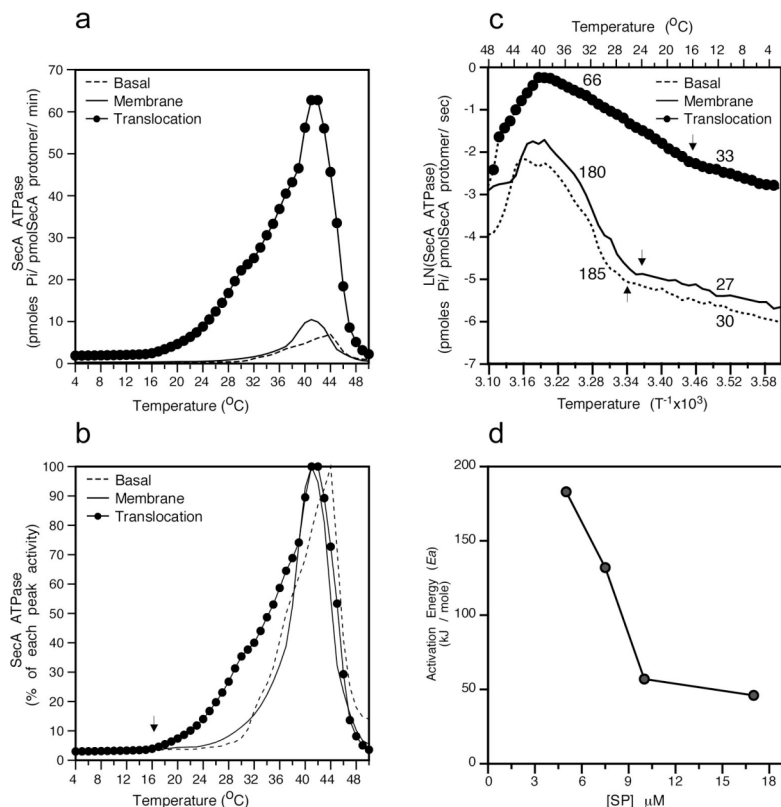 a
70
60
50
40
30
20
10
0
SecA ATPase
(pmoles Pi/ pmolSecA protomer/ min)
Basal
Membrane
Translocation
4 8 12 16 20 24 28 32 36 40 44 48
Temperature (OC)
b
100
90
80
70
60
50
40
30
20
10
0
SecA ATPase
(% of each peak activity)
Basal
Membrane
Translocation
4 8 12 16 20 24 28 32 36 40 44 48
Temperature (OC)
c
Temperature (OC)
48 44 40 36 32 28 24 20 16 12 8 4
0
-1
-2
-3
-4
-5
-6
-7
LN(SecA ATPase)
(pmoles Pi/ pmolSecA protomer/ sec)
Basal
Membrane
Translocation
66
33
180
185
27
30
3.10 3.16 3.22 3.28 3.34 3.40 3.46 3.52 3.58
Temperature (T-1x103)
d
200
150
100
50
0
Activation Energy (Ea)
(kJ / mole)
0 3 6 9 12 15 18
[SP] μM